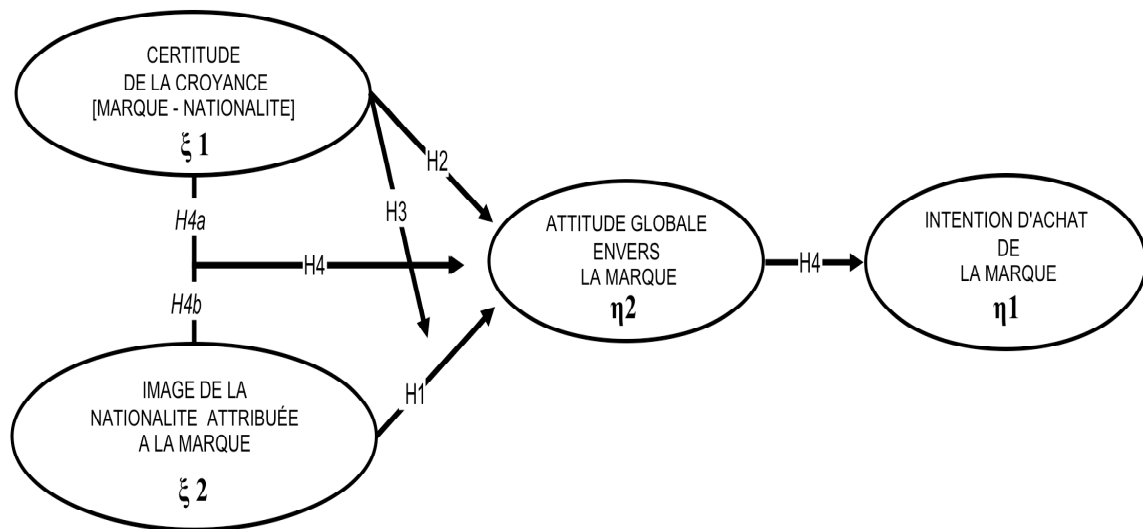 CERTITUDE
DE LA CROYANCE
[MARQUE - NATIONALITE]
ξ 1
H2
H3
H4a
H4
H4b
H1
IMAGE DE LA
NATIONALITE ATTRIBUÉE
A LA MARQUE
ξ 2
ATTITUDE GLOBALE
ENVERS
LA MARQUE
η2
H4
INTENTION D'ACHAT
DE
LA MARQUE
η1